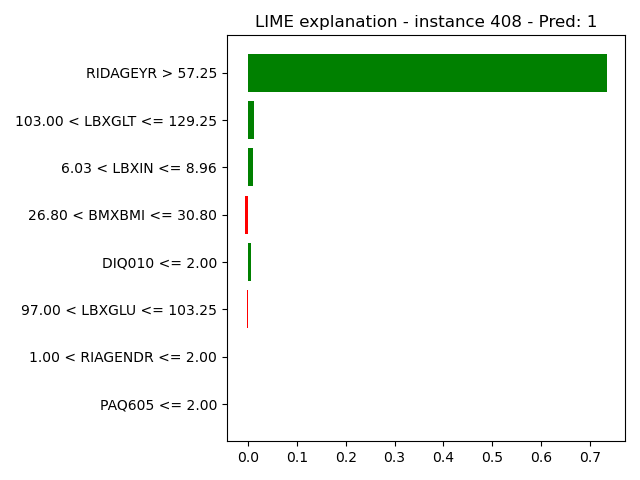 LIME explanation - instance 408 - Pred: 1
RIDAGEYR > 57.25
103.00 < LBXGLT <= 129.25
6.03 < LBXIN <= 8.96
26.80 < BMXBMI <= 30.80
DIQ010 <= 2.00
97.00 < LBXGLU <= 103.25
1.00 < RIAGENDR <= 2.00
PAQ605 <= 2.00
0.0 0.1 0.2 0.3 0.4 0.5 0.6 0.7